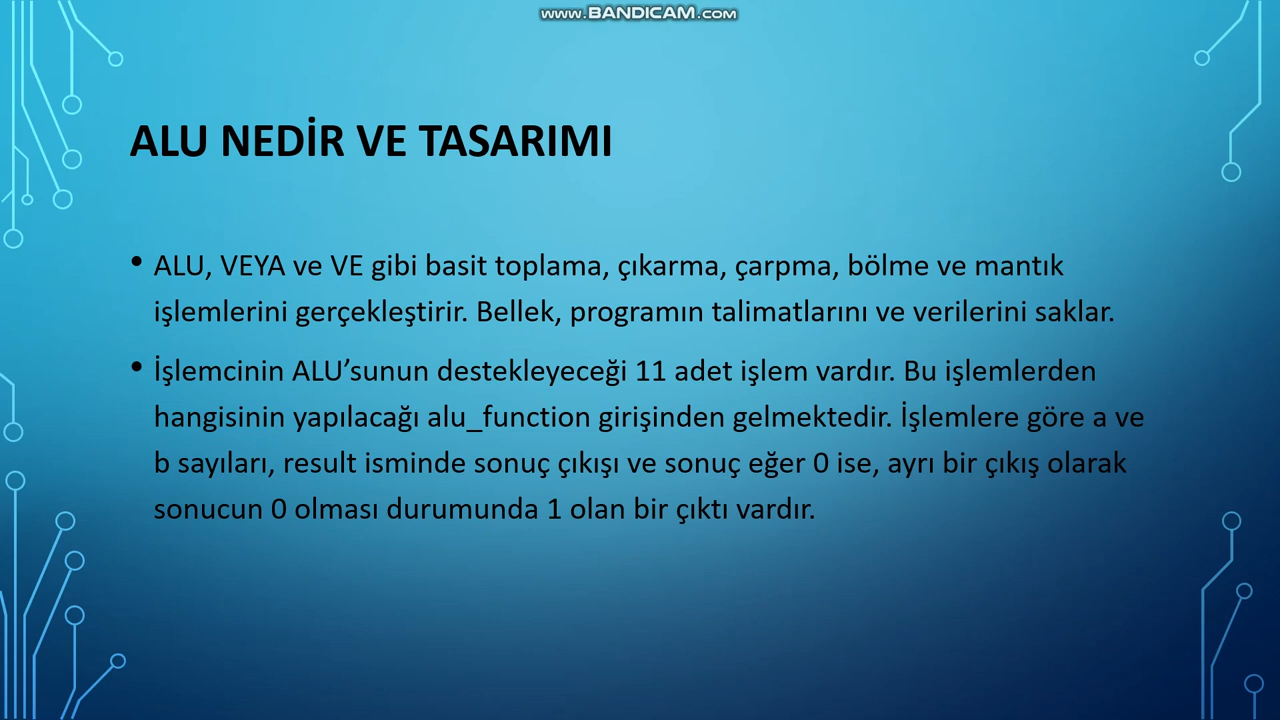 www.BANDICAM.com
ALU NEDİR VE TASARIMI
• ALU, VEYA ve VE gibi basit toplama, çıkarma, çarpma, bölme ve mantık
işlemlerini gerçekleştirir. Bellek, programın talimatlarını ve verilerini saklar.
• İşlemcinin ALU’sunun destekleyeceği 11 adet işlem vardır. Bu işlemlerden
hangisinin yapılacağı alu_function girişinden gelmektedir. İşlemlere göre a ve
b sayıları, result isminde sonuç çıkışı ve sonuç eğer 0 ise, ayrı bir çıkış olarak
sonucun 0 olması durumunda 1 olan bir çıktı vardır.